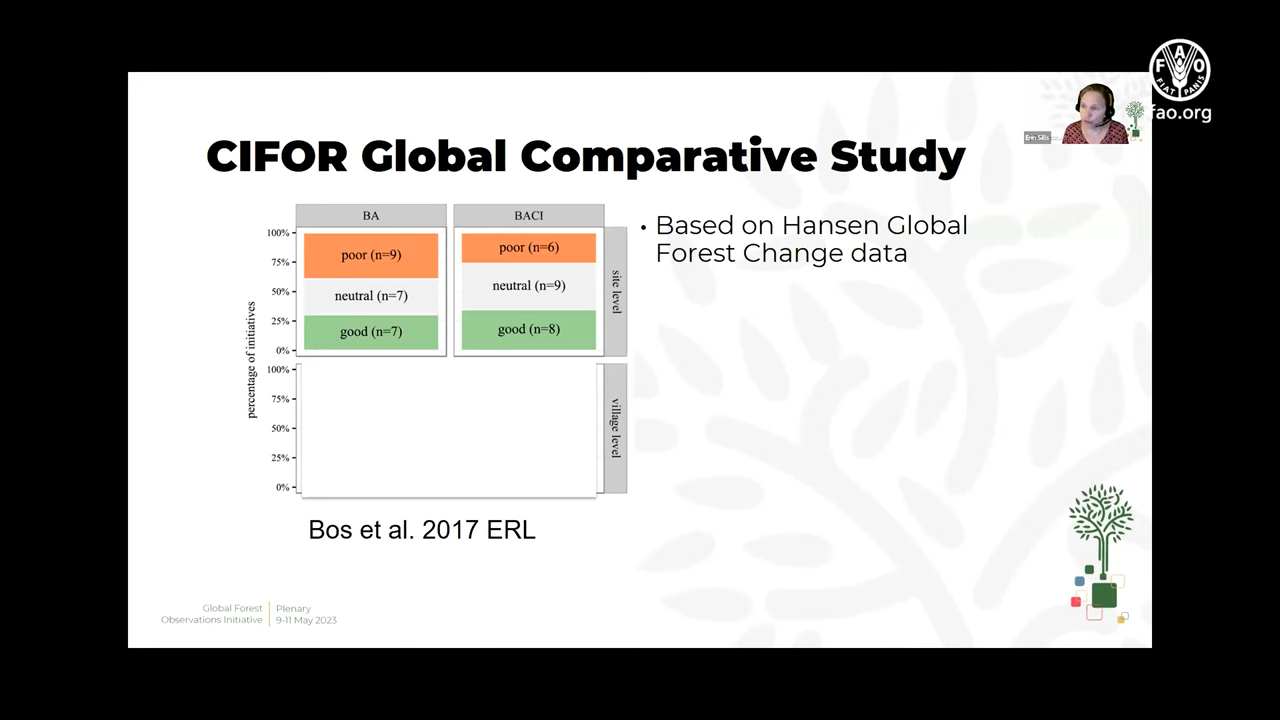 FAO
FIAT PANIS
fao.org
Erin Sills
CIFOR Global Comparative Study
BA
BACI
100%
75%
50%
25%
0%
poor (n=9)
neutral (n=7)
good (n=7)
poor (n=6)
neutral (n=9)
good (n=8)
site level
100%
75%
50%
25%
0%
village level
percentage of initiatives
• Based on Hansen Global
Forest Change data
Bos et al. 2017 ERL
Global Forest
Observations Initiative
Plenary
9-11 May 2023